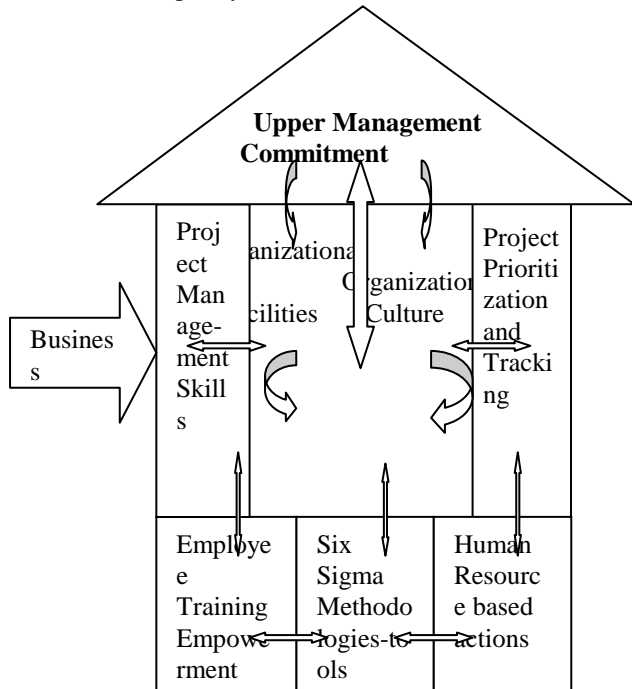 Upper Management
Commitment
Busines
s
Proj
ect
Man
age-
ment
Skill
s
anizationa
cilities
Organization
Culture
Project
Prioriti
zation
and
Tracki
ng
Employe
e
Training
Empowe
rment
Six
Sigma
Methodo
logies-to
ols
Human
Resourc
e based
actions